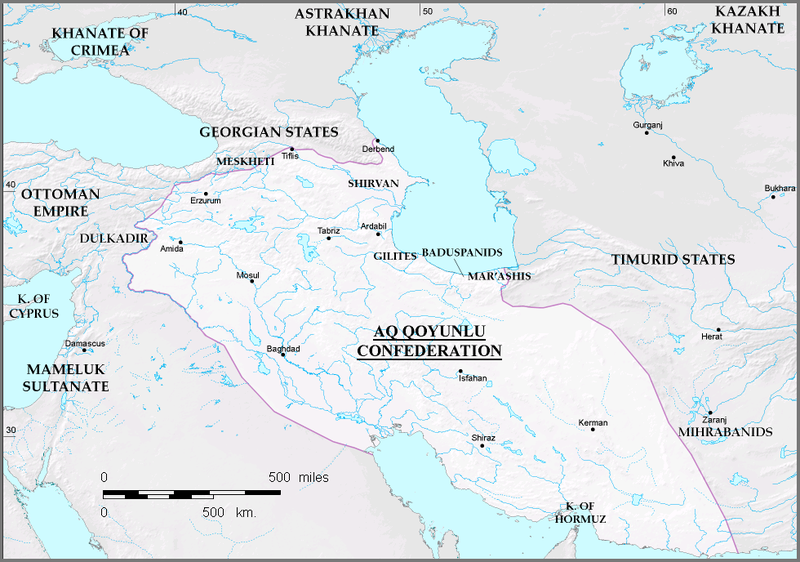 40
50
60
KHANATE OF
CRIMEA
ASTRAKHAN
KHANATE
KAZAKH
KHANATE
Gurganj
GEORGIAN STATES
Derbend
Tiflis
MESKHETI
Khiva
40
SHIRVAN
Bukhara
OTTOMAN
EMPIRE
Erzurum
Ardabil
Tabriz
DULKADIR
Amida
GILITES
BADUSPANIDS
TIMURID STATES
MAR'ASHIS
Mosul
K. OF
CYPRUS
AQ QOYUNLU
CONFEDERATION
Herat
Damascus
Baghdad
MAMELUK
SULTANATE
Isfahan
Zaranj
MIHRABANIDS
Kerman
30
Shiraz
0 500 miles
0 500 km.
K. OF
HORMUZ